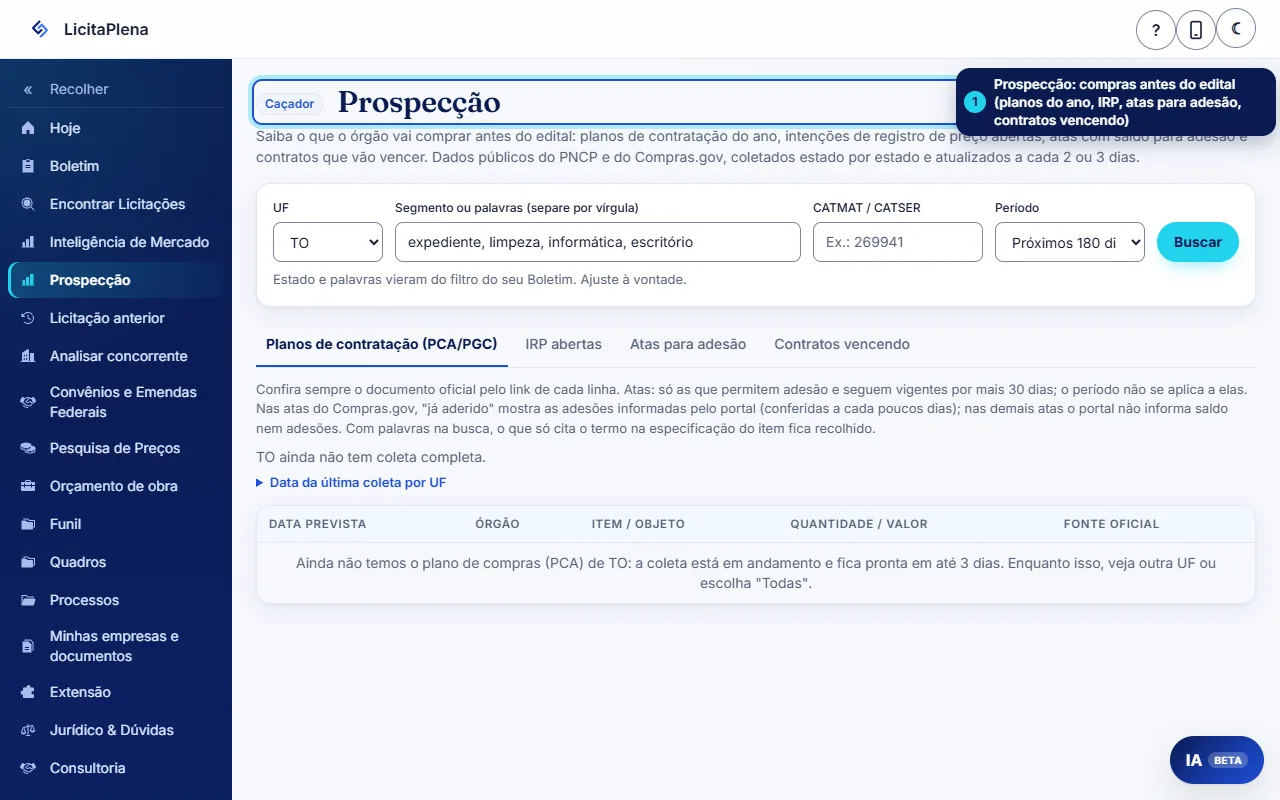 LicitaPlena
?
Recolher
Hoje
Boletim
Encontrar Licitações
Inteligência de Mercado
Prospecção
Licitação anterior
Analisar concorrente
Convênios e Emendas
Federais
Pesquisa de Preços
Orçamento de obra
Funil
Quadros
Processos
Minhas empresas e
documentos
Extensão
Jurídico & Dúvidas
Consultoria
Caçador
Prospecção
1
Prospecção: compras antes do edital
(planos do ano, IRP, atas para adesão,
contratos vencendo)
Saiba o que o órgão vai comprar antes do edital: planos de contratação do ano, intenções de registro de preço abertas, atas com saldo para adesão e
contratos que vão vencer. Dados públicos do PNCP e do Compras.gov, coletados estado por estado e atualizados a cada 2 ou 3 dias.
UF
Segmento ou palavras (separe por vírgula)
CATMAT / CATSER
Período
TO
expediente, limpeza, informática, escritório
Ex.: 269941
Próximos 180 di
Buscar
Estado e palavras vieram do filtro do seu Boletim. Ajuste à vontade.
Planos de contratação (PCA/PGC)
IRP abertas
Atas para adesão
Contratos vencendo
Confira sempre o documento oficial pelo link de cada linha. Atas: só as que permitem adesão e seguem vigentes por mais 30 dias; o período não se aplica a elas.
Nas atas do Compras.gov, "já aderido" mostra as adesões informadas pelo portal (conferidas a cada poucos dias); nas demais atas o portal não informa saldo
nem adesões. Com palavras na busca, o que só cita o termo na especificação do item fica recolhido.
TO ainda não tem coleta completa.
Data da última coleta por UF
DATA PREVISTA
ÓRGÃO
ITEM / OBJETO
QUANTIDADE / VALOR
FONTE OFICIAL
Ainda não temos o plano de compras (PCA) de TO: a coleta está em andamento e fica pronta em até 3 dias. Enquanto isso, veja outra UF ou
escolha "Todas".
IA BETA